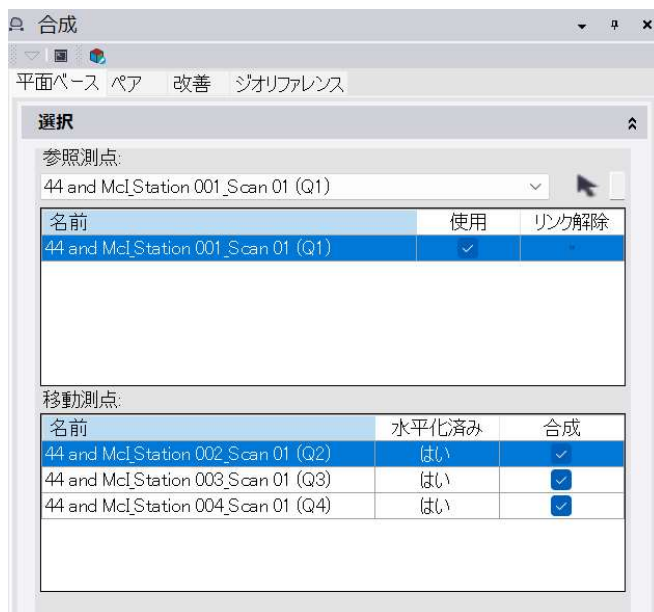 合成
平面ベース ペア 改善 ジオリファレンス
選択
参照測点:
44 and McI_Station 001_Scan 01 (Q1)
名前 使用 リンク解除
44 and McI_Station 001_Scan 01 (Q1)
移動測点:
名前 水平化済み 合成
44 and McI_Station 002_Scan 01 (Q2) はい
44 and McI_Station 003_Scan 01 (Q3) はい
44 and McI_Station 004_Scan 01 (Q4) はい